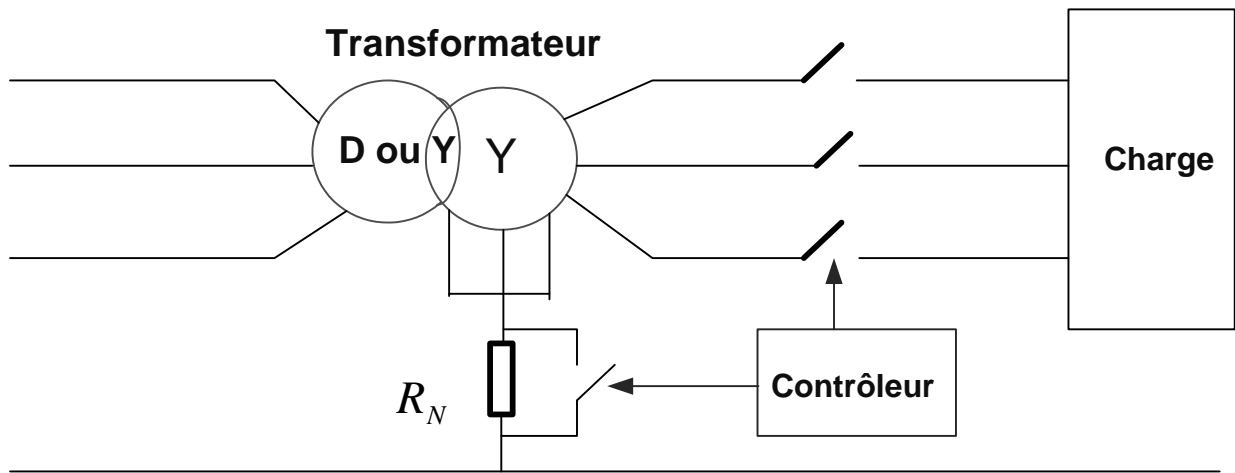 Transformateur
D ou Y
Y
Charge
R_N
Contrôleur